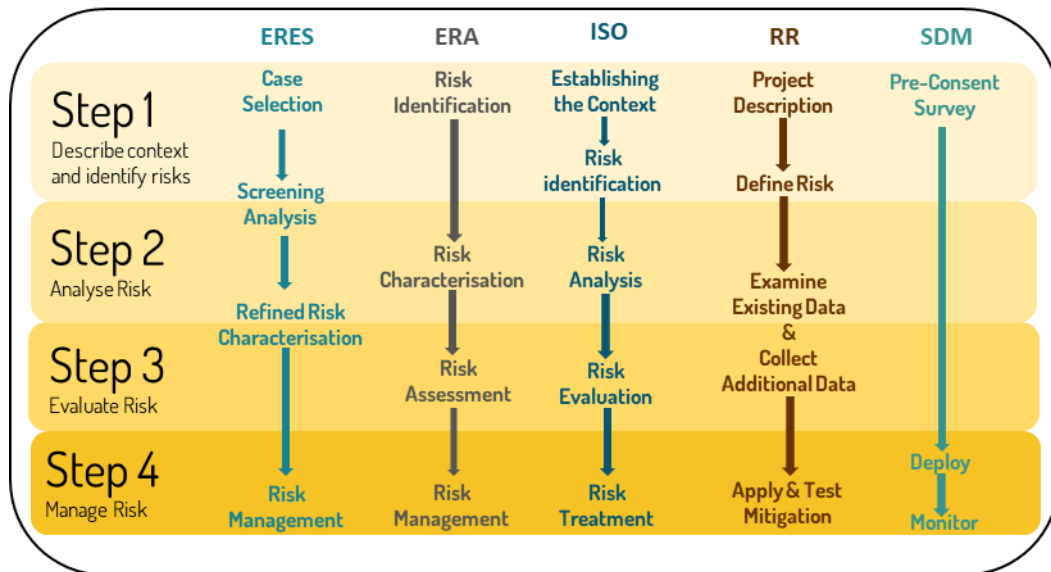 ERES
ERA
ISO
RR
SDM
Step 1
Describe context
and identify risks
Case
Selection
Risk
Identification
Establishing
the Context
Project
Description
Pre-Consent
Survey
Screening
Analysis
Risk
identification
Define Risk
Step 2
Analyse Risk
Risk
Characterisation
Risk
Analysis
Examine
Existing Data
&
Collect
Additional Data
Refined Risk
Characterisation
Step 3
Evaluate Risk
Risk
Assessment
Risk
Evaluation
Step 4
Manage Risk
Risk
Management
Risk
Management
Risk
Treatment
Apply & Test
Mitigation
Deploy
Monitor